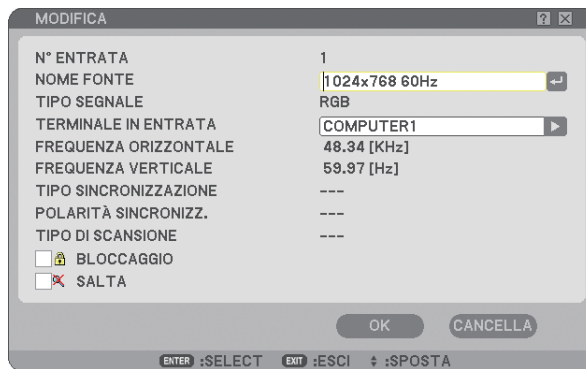 MODIFICA
N° ENTRATA 1
NOME FONTE 1024x768 60Hz
TIPO SEGNALE RGB
TERMINALE IN ENTRATA COMPUTER1
FREQUENZA ORIZZONTALE 48.34 [KHz]
FREQUENZA VERTICALE 59.97 [Hz]
TIPO SINCRONIZZAZIONE ---
POLARITÀ SINCRONIZZ. ---
TIPO DI SCANSIONE ---
BLOCCAGGIO
SALTA
OK CANCELLA
ENTER :SELECT EXIT :ESCI :SPOSTA